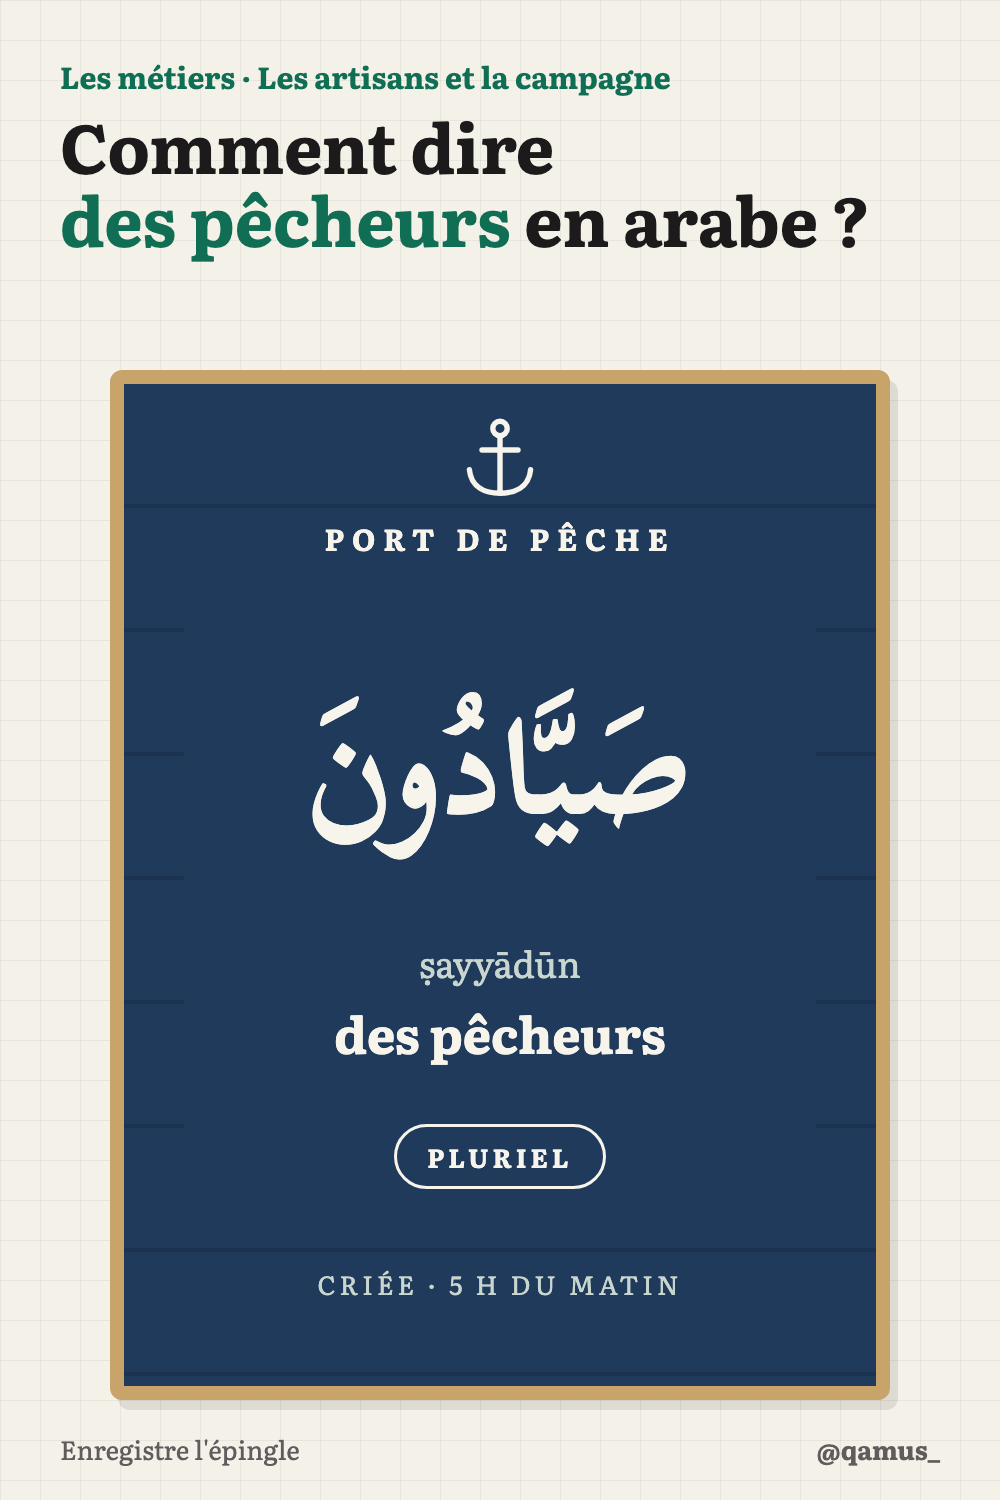 Les métiers · Les artisans et la campagne
Comment dire
des pêcheurs en arabe ?
PORT DE PÊCHE
صَيَّادُونَ
ṣayyādūn
des pêcheurs
PLURIEL
CRIÉE · 5 H DU MATIN
Enregistre l'épingle
@qamus_